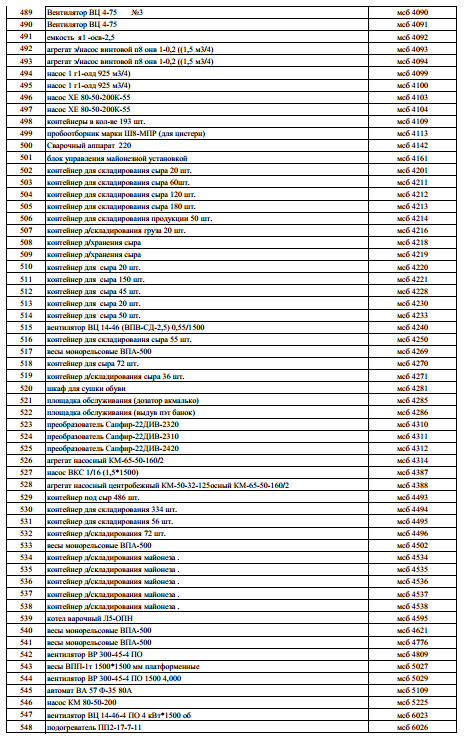 489 Вентилятор ВЦ 4-75 №3 мсб 4090
490 Вентилятор ВЦ 4-75 мсб 4091
491 емкость я1 -осв-2,5 мсб 4092
492 агрегат э/насос винтовой п8 онв 1-0,2 ((1,5 м3/4) мсб 4093
493 агрегат э/насос винтовой п8 онв 1-0,2 ((1,5 м3/4) мсб 4094
494 насос 1 г1-олд 925 м3/4) мсб 4099
495 насос 1 г1-олд 925 м3/4) мсб 4100
496 насос ХЕ 80-50-200К-55 мсб 4103
497 насос ХЕ 80-50-200К-55 мсб 4104
498 контейнеры в кол-ве 193 шт. мсб 4109
499 пробоотборник марки Ш8-МПР (для цистерн) мсб 4113
500 Сварочный аппарат 220 мсб 4142
501 блок управления майонезной установкой мсб 4161
502 контейнер для складирования сыра 20 шт. мсб 4201
503 контейнер для складирования сыра 60шт. мсб 4211
504 контейнер для складирования сыра 120 шт. мсб 4212
505 контейнер для складирования сыра 180 шт. мсб 4213
506 контейнер для складирования продукции 50 шт. мсб 4214
507 контейнер д/складирования груза 20 шт. мсб 4216
508 контейнер д/хранения сыра мсб 4218
509 контейнер д/хранения сыра мсб 4219
510 контейнер для сыра 20 шт. мсб 4220
511 контейнер для сыра 150 шт. мсб 4221
512 контейнер для сыра 45 шт. мсб 4228
513 контейнер для сыра 20 шт. мсб 4230
514 контейнер для сыра 50 шт. мсб 4233
515 вентилятор ВЦ 14-46 (ВПВ-СД-2,5) 0,55/1500 мсб 4240
516 контейнер для складирования сыра 55 шт. мсб 4250
517 весы монорельсовые ВПА-500 мсб 4269
518 контейнер для сыра 72 шт. мсб 4270
519 контейнер д/складирования сыра 36 шт. мсб 4271
520 шкаф для сушки обуви мсб 4281
521 площадка обслуживания (дозатор акмалько) мсб 4285
522 площадка обслуживания (выдув пэт банок) мсб 4286
523 преобразователь Сапфир-22ДИВ-2320 мсб 4310
524 преобразователь Сапфир-22ДИВ-2310 мсб 4311
525 преобразователь Сапфир-22ДИВ-2420 мсб 4312
526 агрегат насосный КМ-65-50-160/2 мсб 4314
527 насос ВКС 1/16 (1,5*1500) мсб 4387
528 агрегат насосный центробежный КМ-50-32-125осный КМ-65-50-160/2 мсб 4388
529 контейнер под сыр 486 шт. мсб 4493
530 контейнер для складирования 334 шт. мсб 4494
531 контейнер для складирования 56 шт. мсб 4495
532 контейнер д/складирования 72 шт. мсб 4496
533 весы монорельсовые ВПА-500 мсб 4502
534 контейнер д/складирования майонеза . мсб 4534
535 контейнер д/складирования майонеза . мсб 4535
536 контейнер д/складирования майонеза . мсб 4536
537 контейнер д/складирования майонеза . мсб 4537
538 контейнер д/складирования майонеза . мсб 4538
539 котел варочный Л5-ОПН мсб 4595
540 весы монорельсовые ВПА-500 мсб 4621
541 весы монорельсовые ВПА-500 мсб 4776
542 вентилятор ВР 300-45-4 ПО мсб 4809
543 весы ВПП-1т 1500*1500 мм платформенные мсб 5027
544 вентилятор ВР 300-45-4 ПО 1500 4,000 мсб 5029
545 автомат ВА 57 Ф-35 80А мсб 5109
546 насос КМ 80-50-200 мсб 5225
547 вентилятор ВЦ 14-46-4 ПО 4 кВт*1500 об мсб 6023
548 подогреватель ПП2-17-7-11 мсб 6026